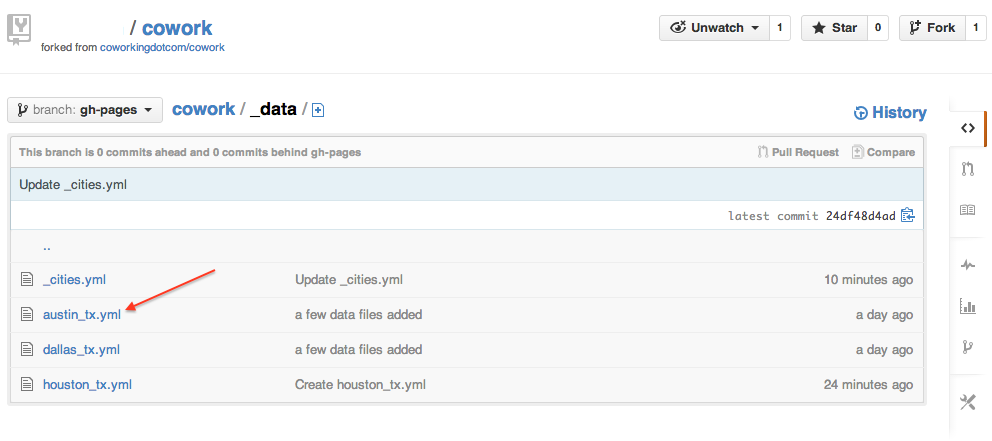 / cowork
forked from coworkingdotcom/cowork
Unwatch 1 Star 0 Fork 1
branch: gh-pages cowork / _data /
History
This branch is 0 commits ahead and 0 commits behind gh-pages Pull Request Compare
Update _cities.yml
latest commit 24df48d4ad
..
_cities.yml Update _cities.yml 10 minutes ago
austin_tx.yml a few data files added a day ago
dallas_tx.yml a few data files added a day ago
houston_tx.yml Create houston_tx.yml 24 minutes ago